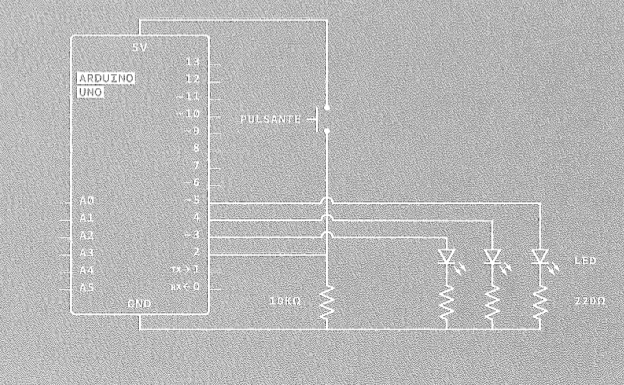 5V
ARDUINO
UNO
13
12
~11
~10
~9
8
7
~6
~5
4
~3
2
TX→1
RX←0
A0
A1
A2
A3
A4
A5
GND
PULSANTE
LED
10KΩ
220Ω